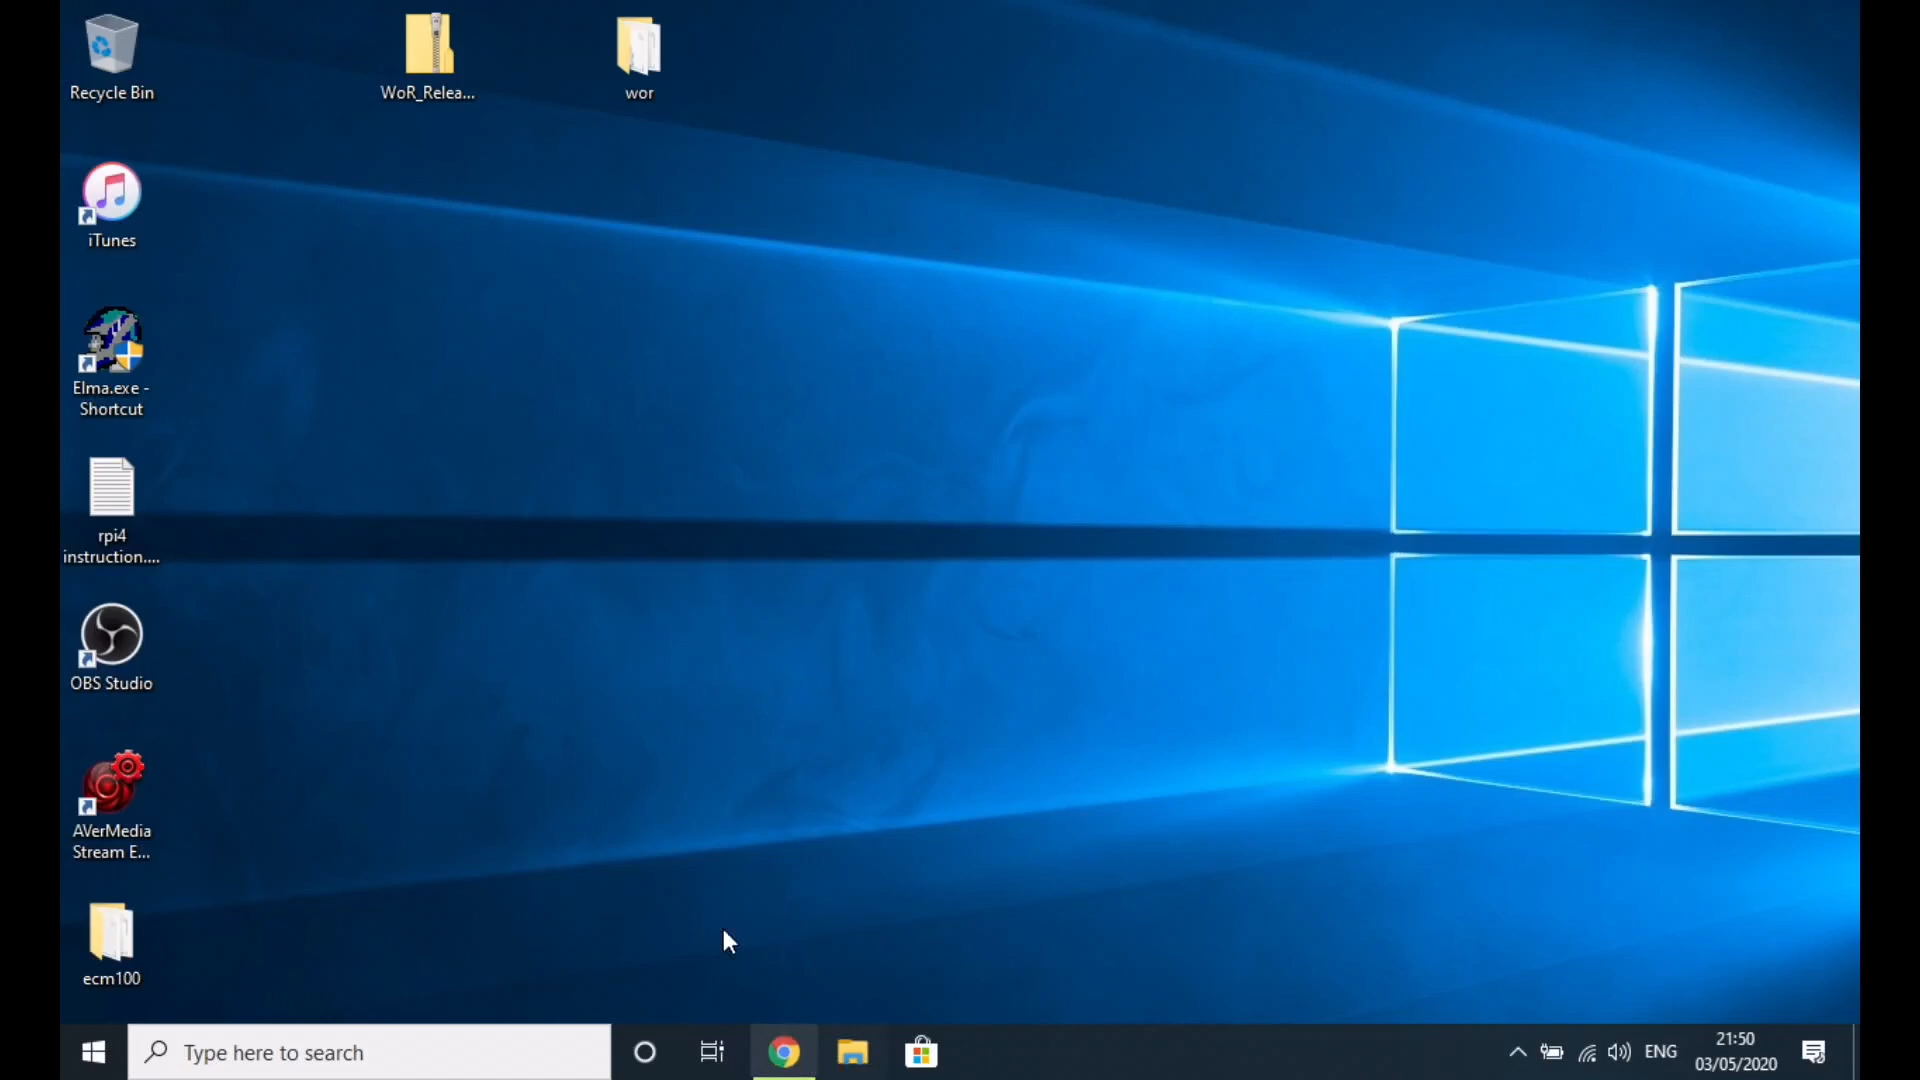 Recycle Bin
WoR_Relea...
wor
iTunes
Elma.exe -
Shortcut
rpi4
instruction....
OBS Studio
AVerMedia
Stream E...
ecm100
Type here to search
ENG
21:50
03/05/2020